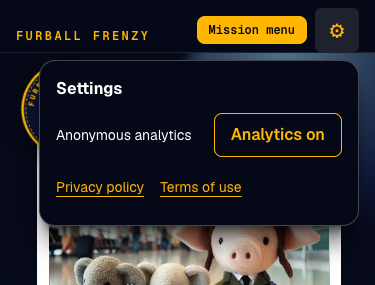 FURBALL FRENZY
Mission menu
Settings
Anonymous analytics
Analytics on
Privacy policy
Terms of use